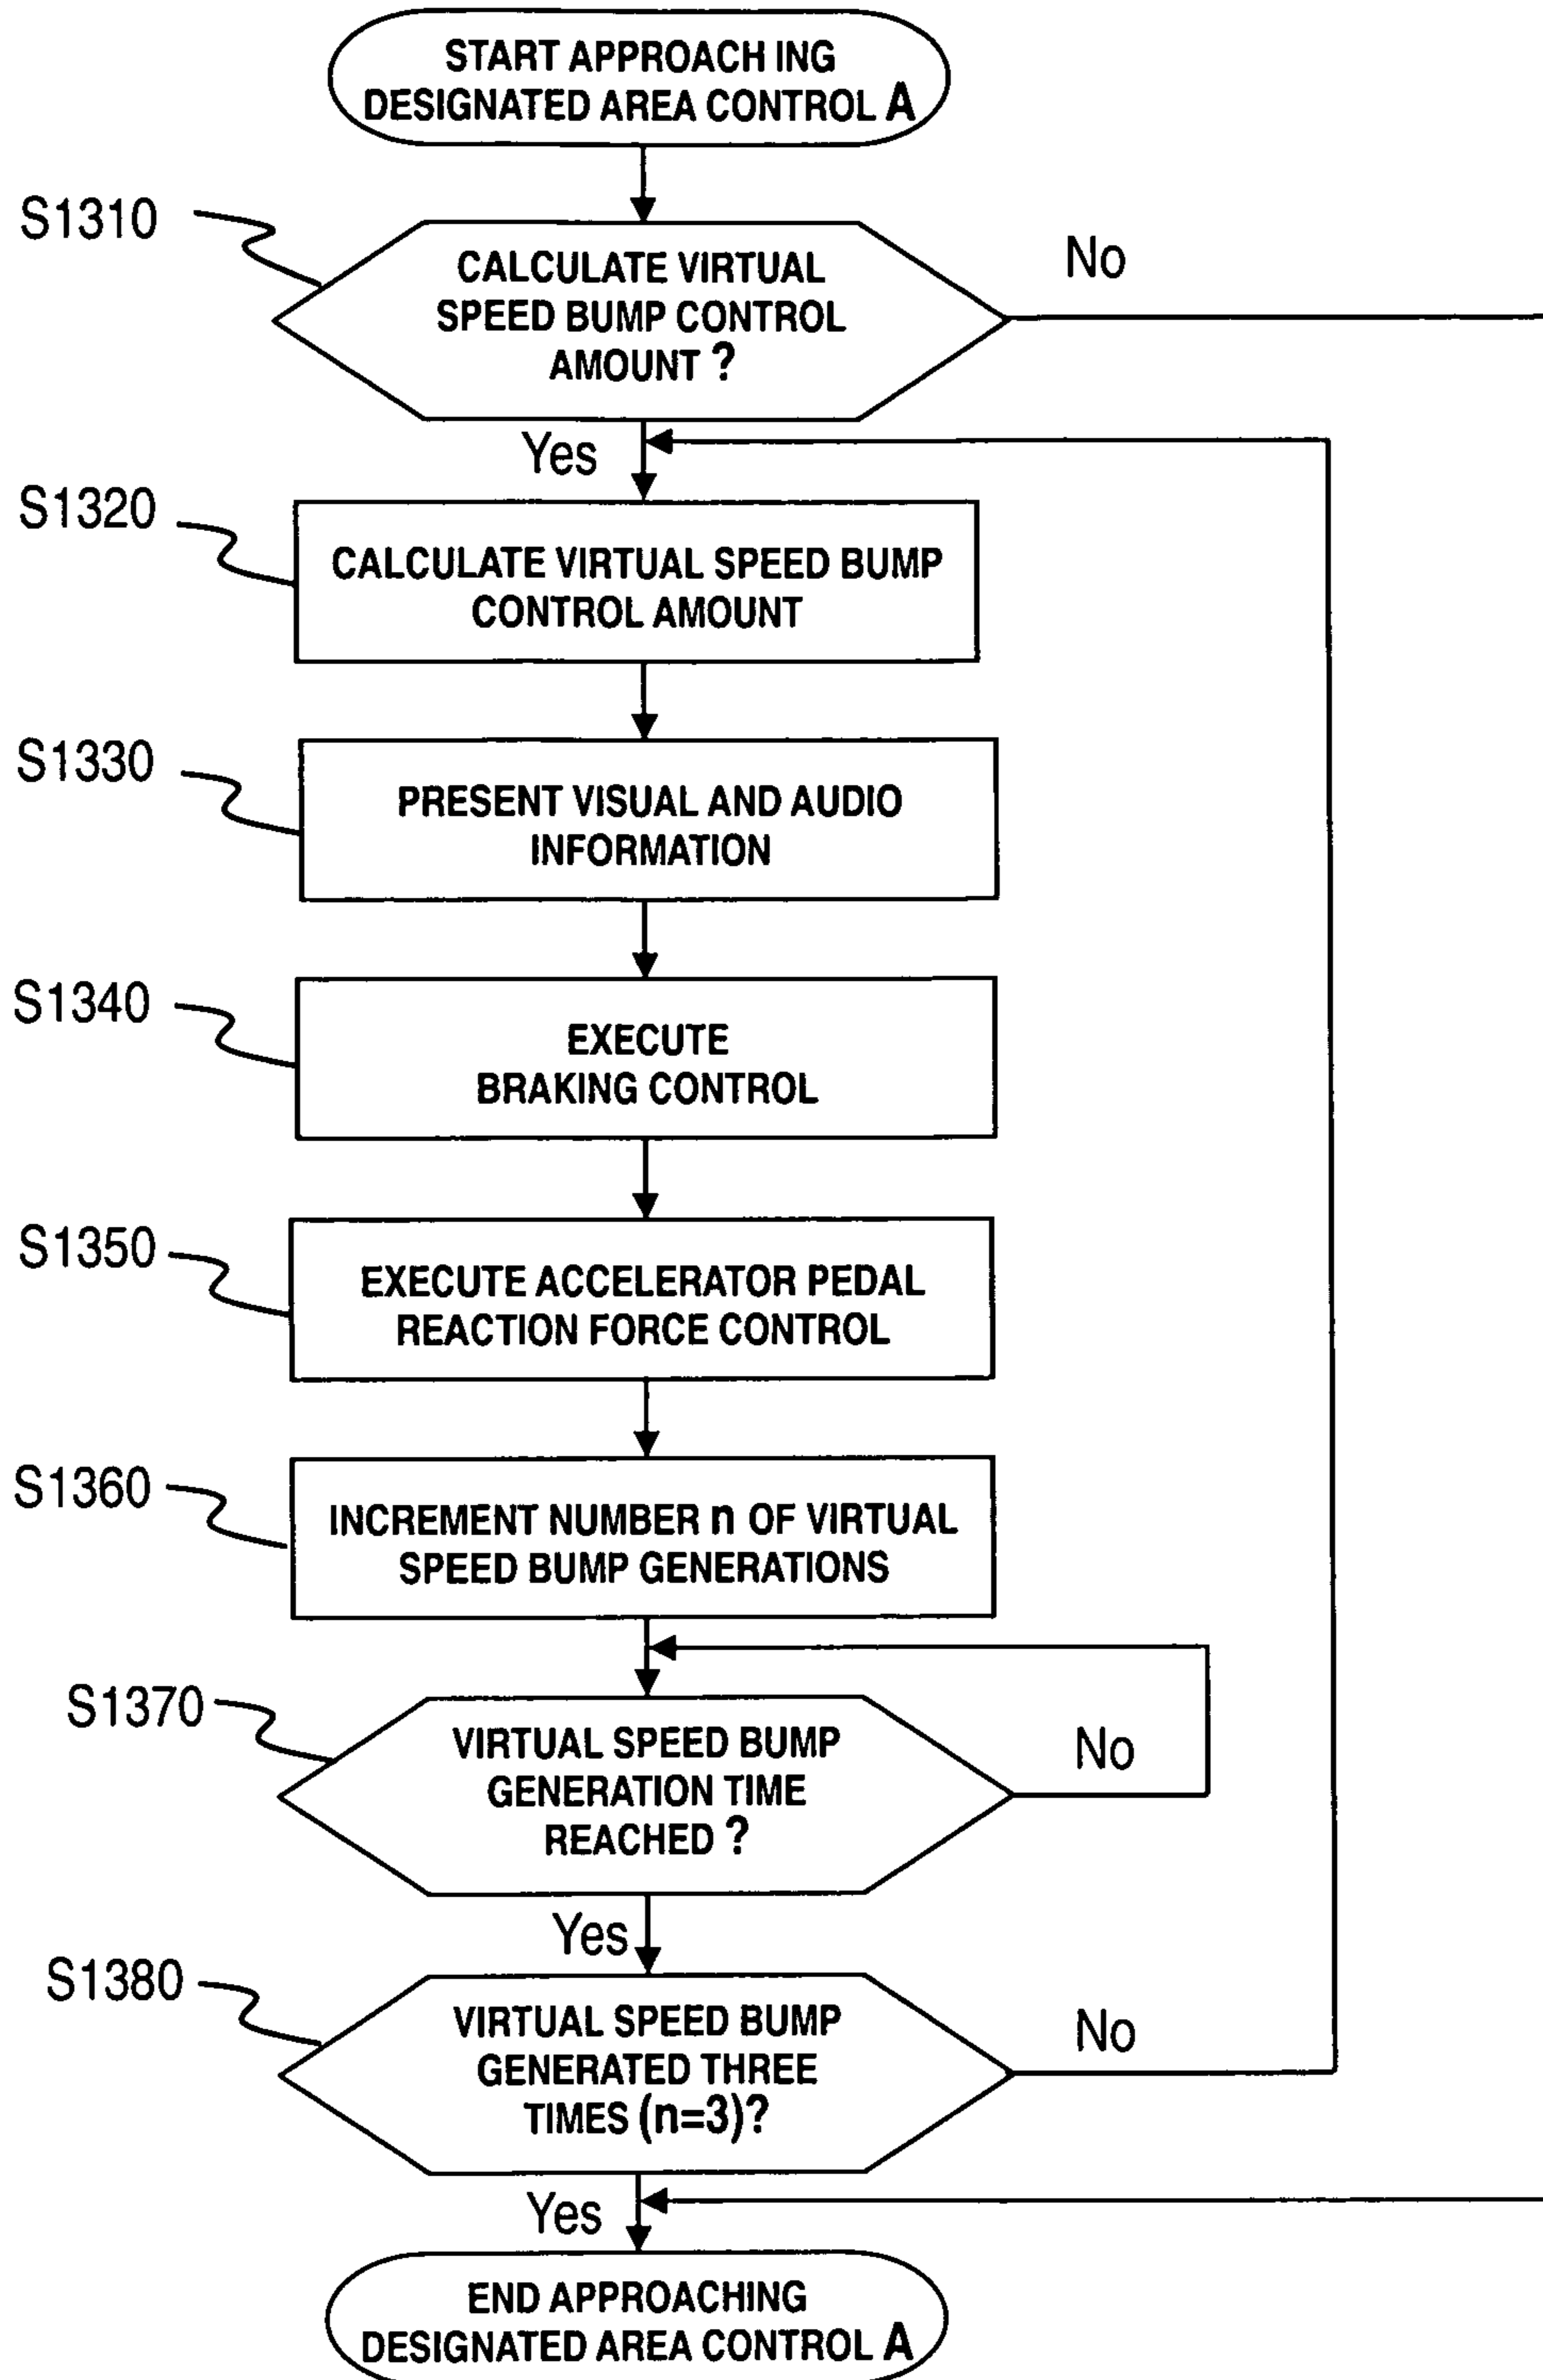 START APPROACH ING
DESIGNATED AREA CONTROL A
S1310
CALCULATE VIRTUAL
SPEED BUMP CONTROL
AMOUNT ?
No
Yes
S1320
CALCULATE VIRTUAL SPEED BUMP
CONTROL AMOUNT
S1330
PRESENT VISUAL AND AUDIO
INFORMATION
S1340
EXECUTE
BRAKING CONTROL
S1350
EXECUTE ACCELERATOR PEDAL
REACTION FORCE CONTROL
S1360
INCREMENT NUMBER n OF VIRTUAL
SPEED BUMP GENERATIONS
S1370
VIRTUAL SPEED BUMP
GENERATION TIME
REACHED ?
No
Yes
S1380
VIRTUAL SPEED BUMP
GENERATED THREE
TIMES (n=3)?
No
Yes
END APPROACHING
DESIGNATED AREA CONTROL A